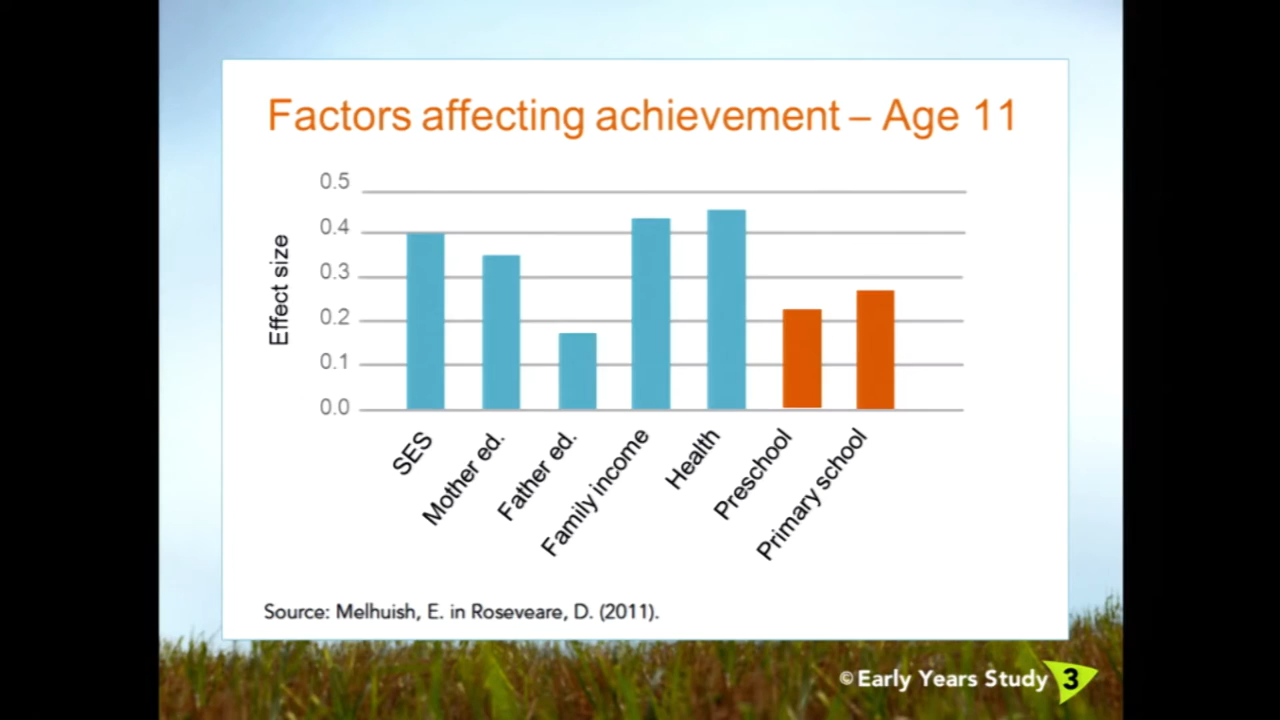 Factors affecting achievement – Age 11
Effect size
0.5
0.4
0.3
0.2
0.1
0.0
SES
Mother ed.
Father ed.
Family income
Health
Preschool
Primary school
Source: Melhuish, E. in Roseveare, D. (2011).
© Early Years Study 3